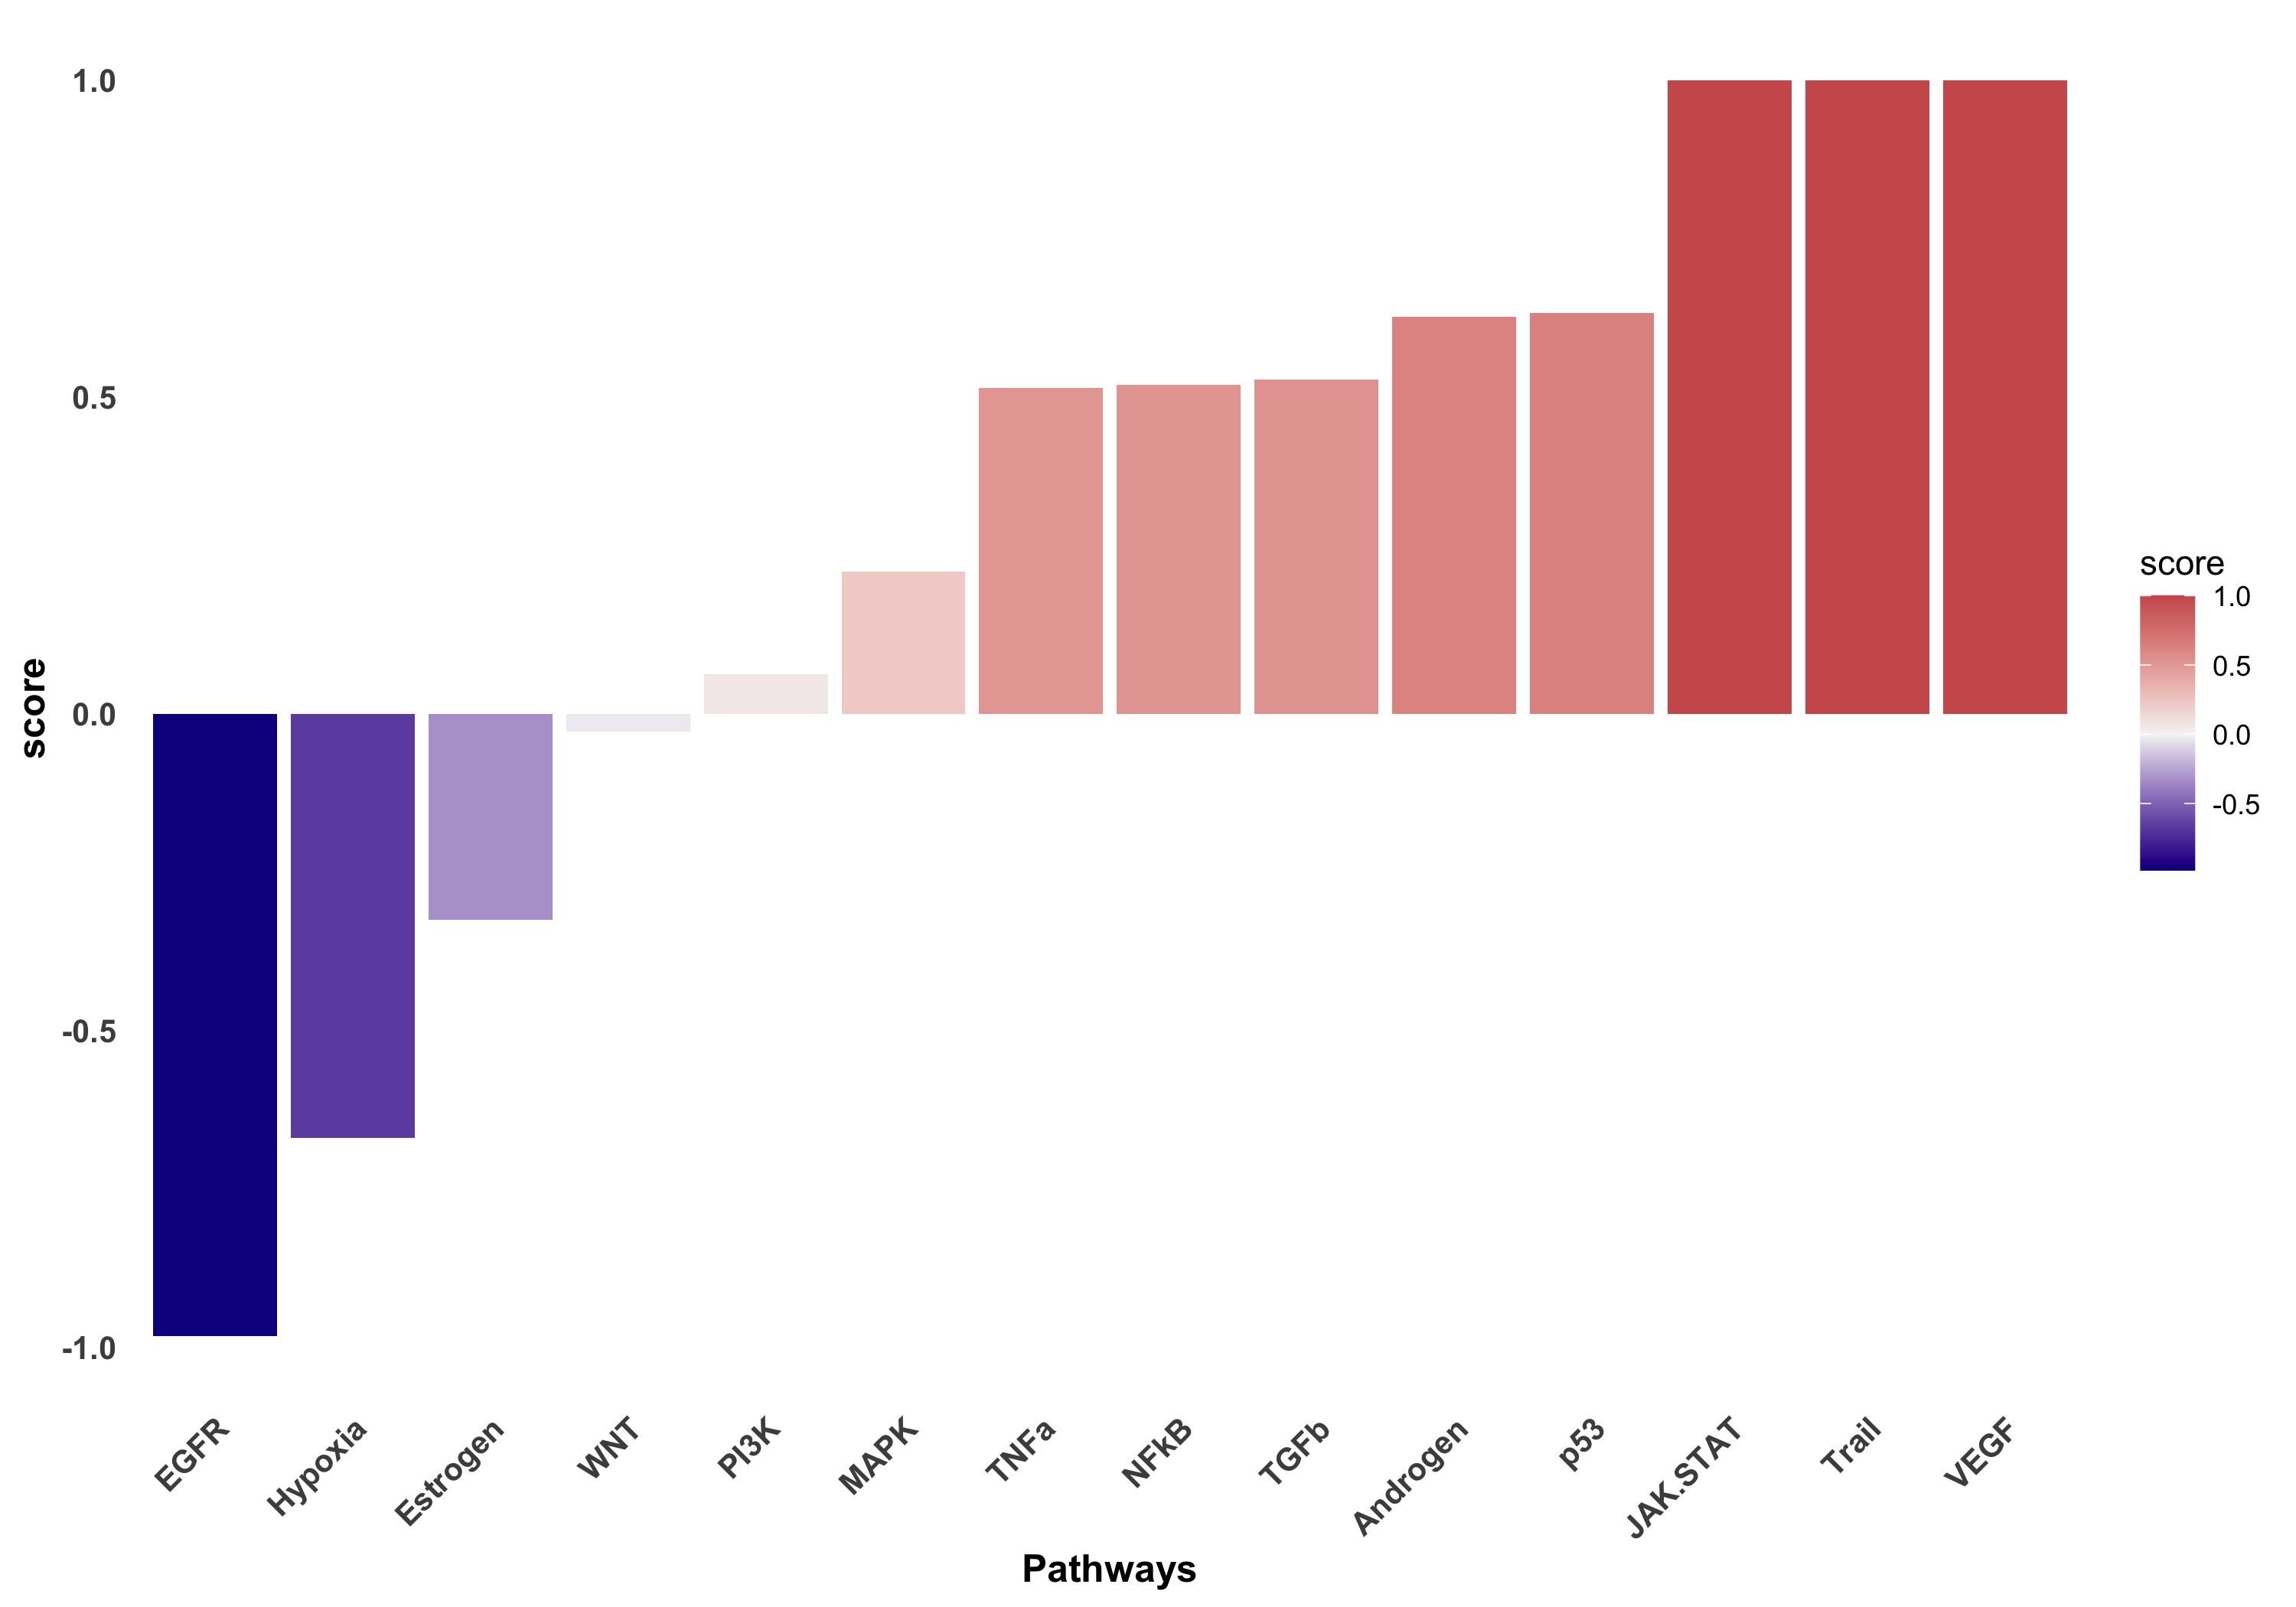 1.0
0.5
0.0
-0.5
-1.0
score
EGFR
Hypoxia
Estrogen
WNT
PI3K
MAPK
TNFa
NFkB
TGFb
Androgen
p53
JAK.STAT
Trail
VEGF
Pathways
score
1.0
0.5
0.0
-0.5